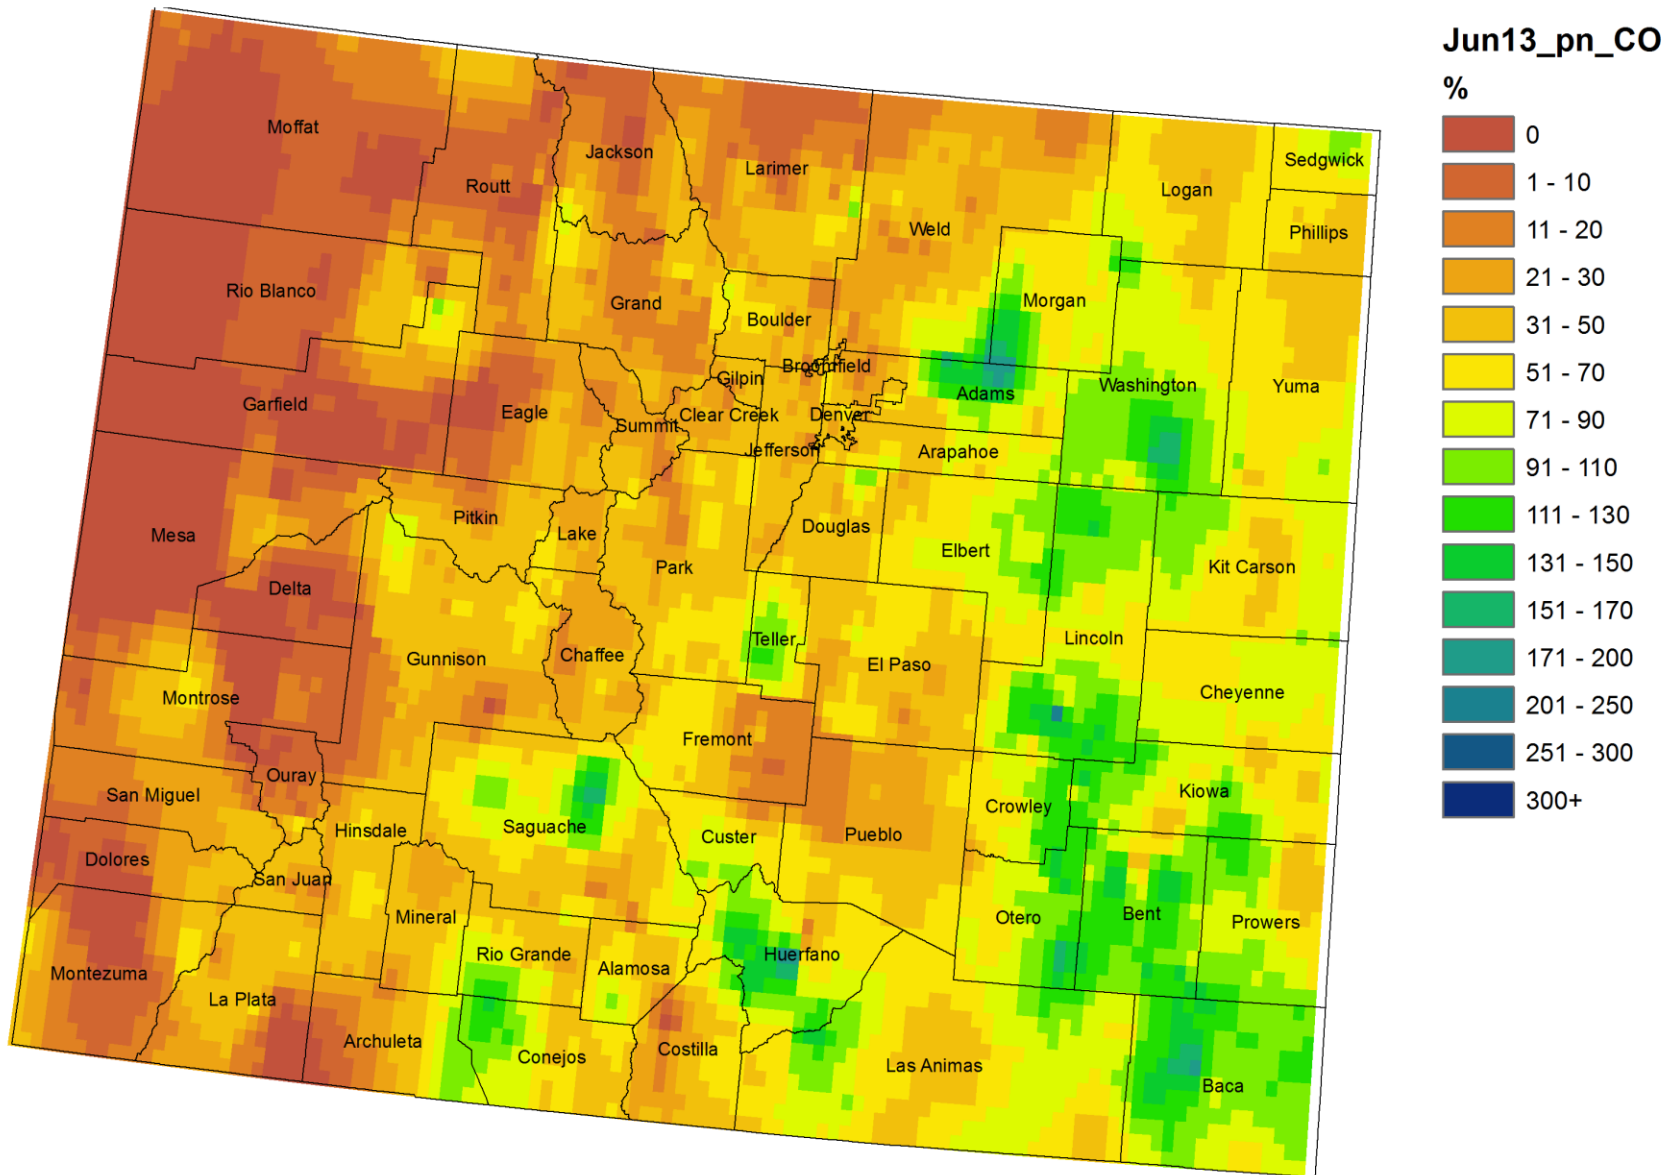 Jun13_pn_CO
%
0
1 - 10
11 - 20
21 - 30
31 - 50
51 - 70
71 - 90
91 - 110
111 - 130
131 - 150
151 - 170
171 - 200
201 - 250
251 - 300
300+
Moffat
Jackson
Routt
Larimer
Sedgwick
Logan
Weld
Phillips
Rio Blanco
Grand
Boulder
Morgan
Broomfield
Gilpin
Adams
Washington
Yuma
Garfield
Eagle
Summit
Clear Creek
Denver
Jefferson
Arapahoe
Mesa
Pitkin
Lake
Douglas
Park
Elbert
Kit Carson
Delta
Teller
Lincoln
Gunnison
Chaffee
El Paso
Montrose
Cheyenne
Fremont
Ouray
San Miguel
Kiowa
Crowley
Hinsdale
Saguache
Custer
Pueblo
Dolores
San Juan
Mineral
Otero
Bent
Prowers
Rio Grande
Alamosa
Huerfano
Montezuma
La Plata
Archuleta
Conejos
Costilla
Las Animas
Baca